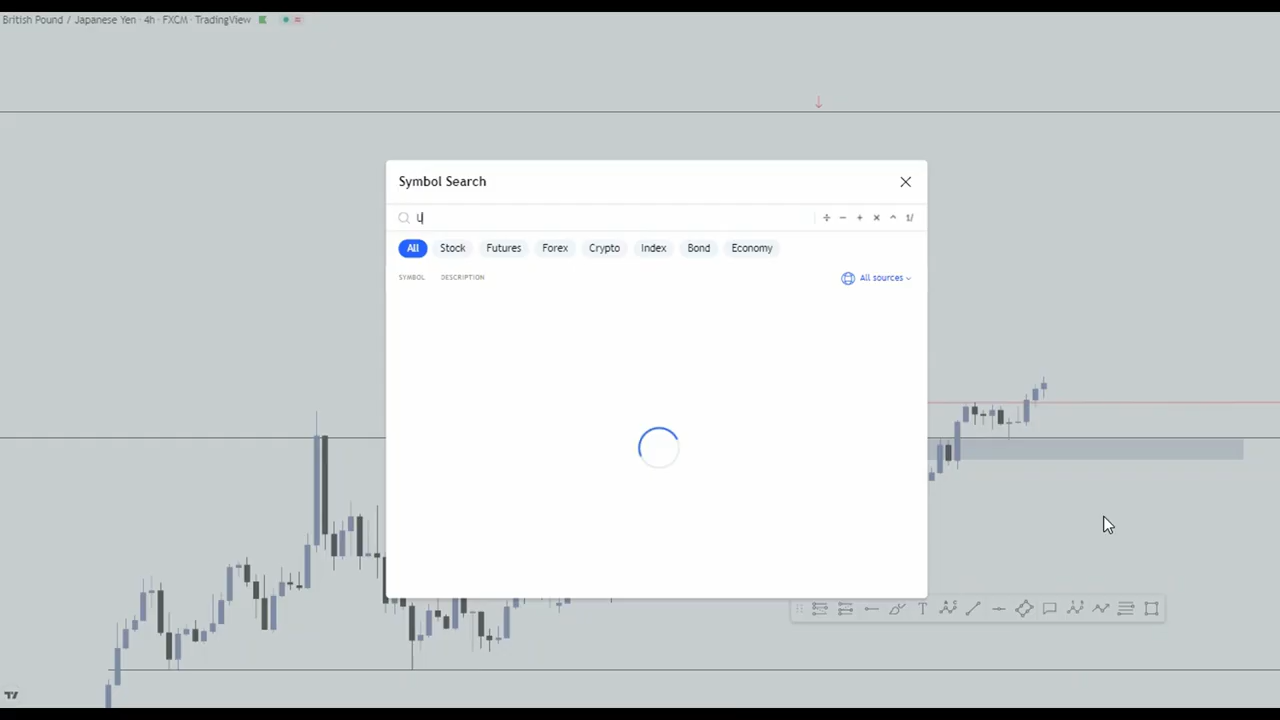 British Pound / Japanese Yen · 4h · FXCM · TradingView
Symbol Search
U
All Stock Futures Forex Crypto Index Bond Economy
SYMBOL DESCRIPTION All sources